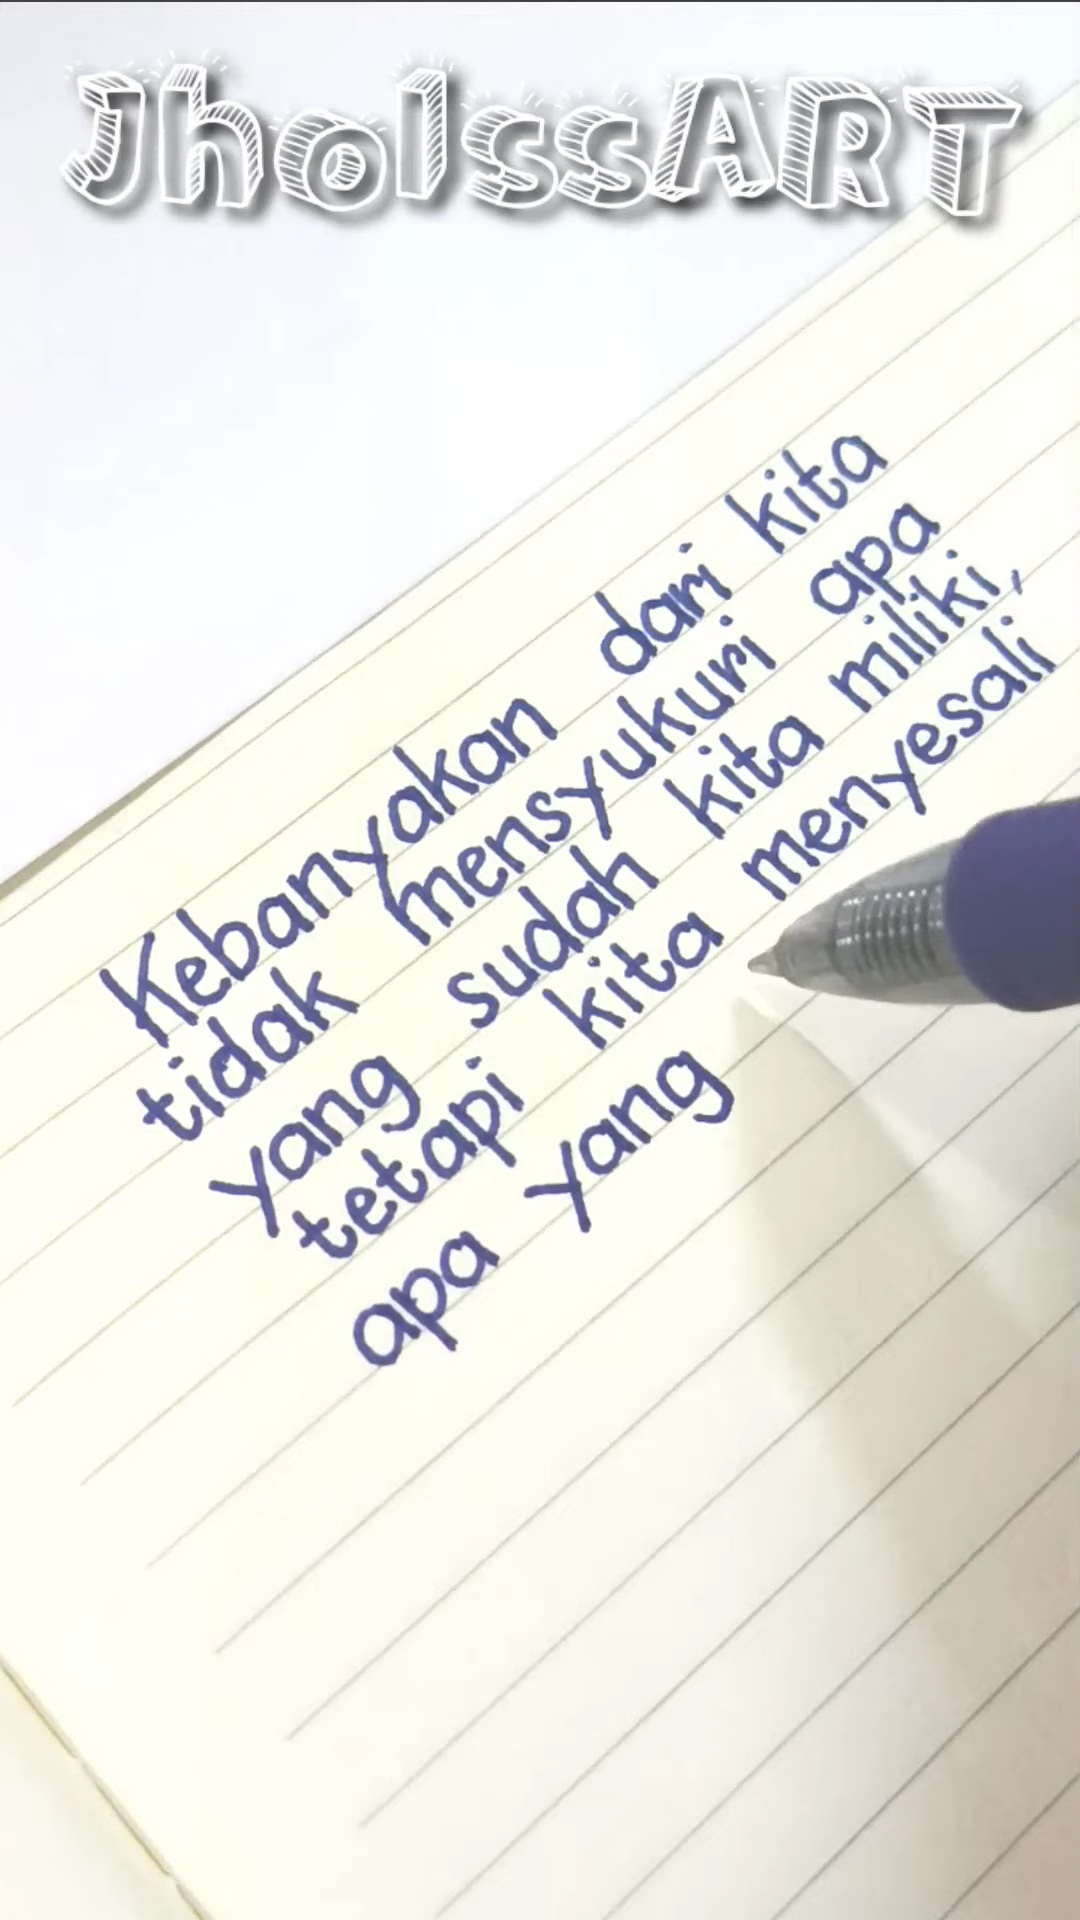 JholssART
Kebanyakan dari kita
tidak mensyukuri apa
yang sudah kita miliki,
tetapi kita menyesali
apa yang